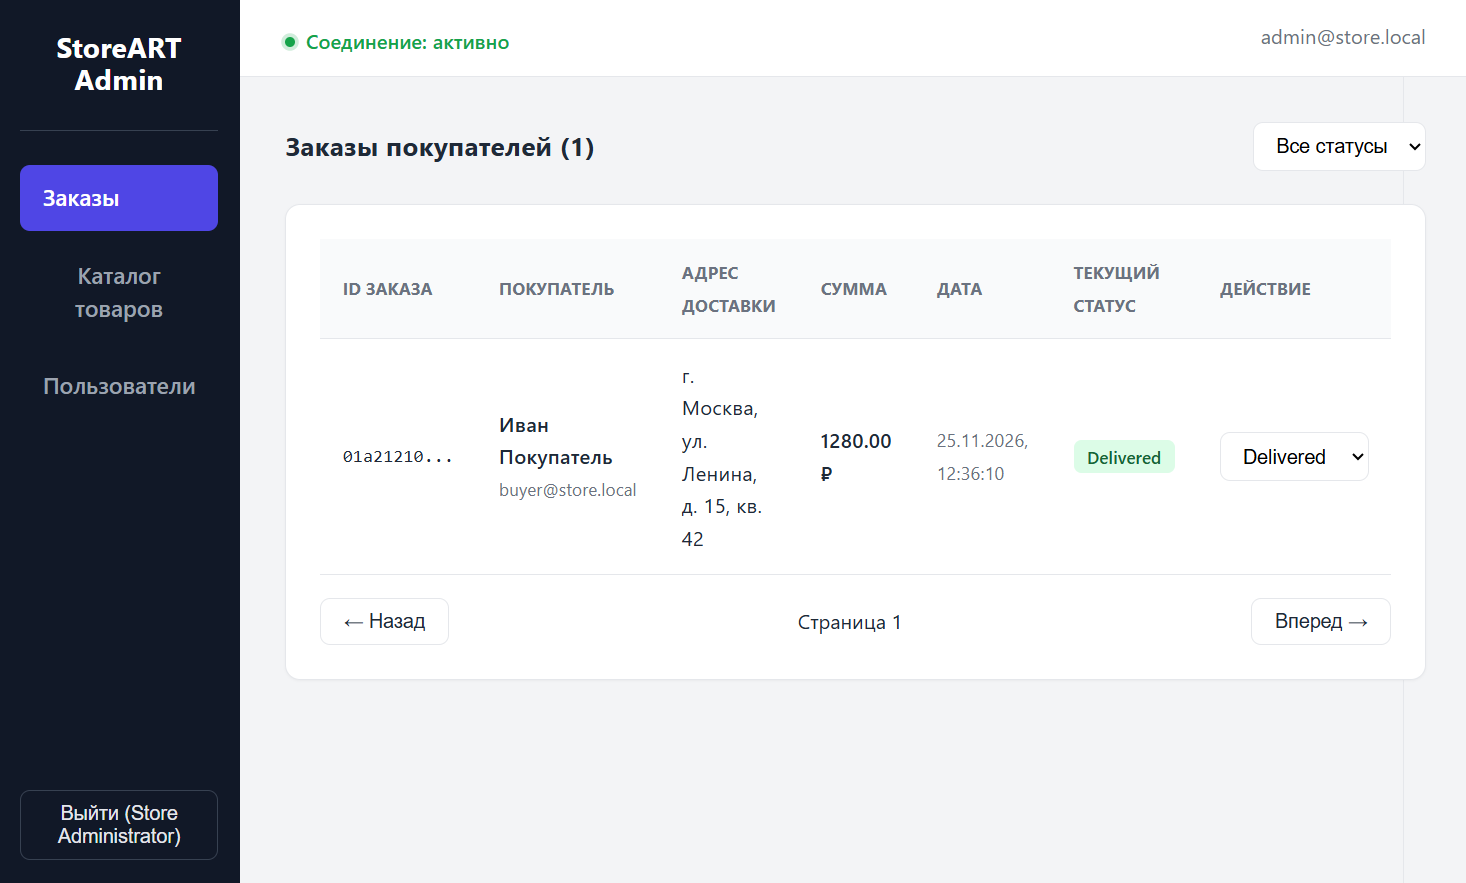 StoreART
Admin
Заказы
Каталог
товаров
Пользователи
Выйти (Store
Administrator)
Соединение: активно
admin@store.local
Заказы покупателей (1)
Все статусы
ID ЗАКАЗА
ПОКУПАТЕЛЬ
АДРЕС
ДОСТАВКИ
СУММА
ДАТА
ТЕКУЩИЙ
СТАТУС
ДЕЙСТВИЕ
01a21210...
Иван
Покупатель
buyer@store.local
г.
Москва,
ул.
Ленина,
д. 15, кв.
42
1280.00
₽
25.11.2026,
12:36:10
Delivered
Delivered
← Назад
Страница 1
Вперед →